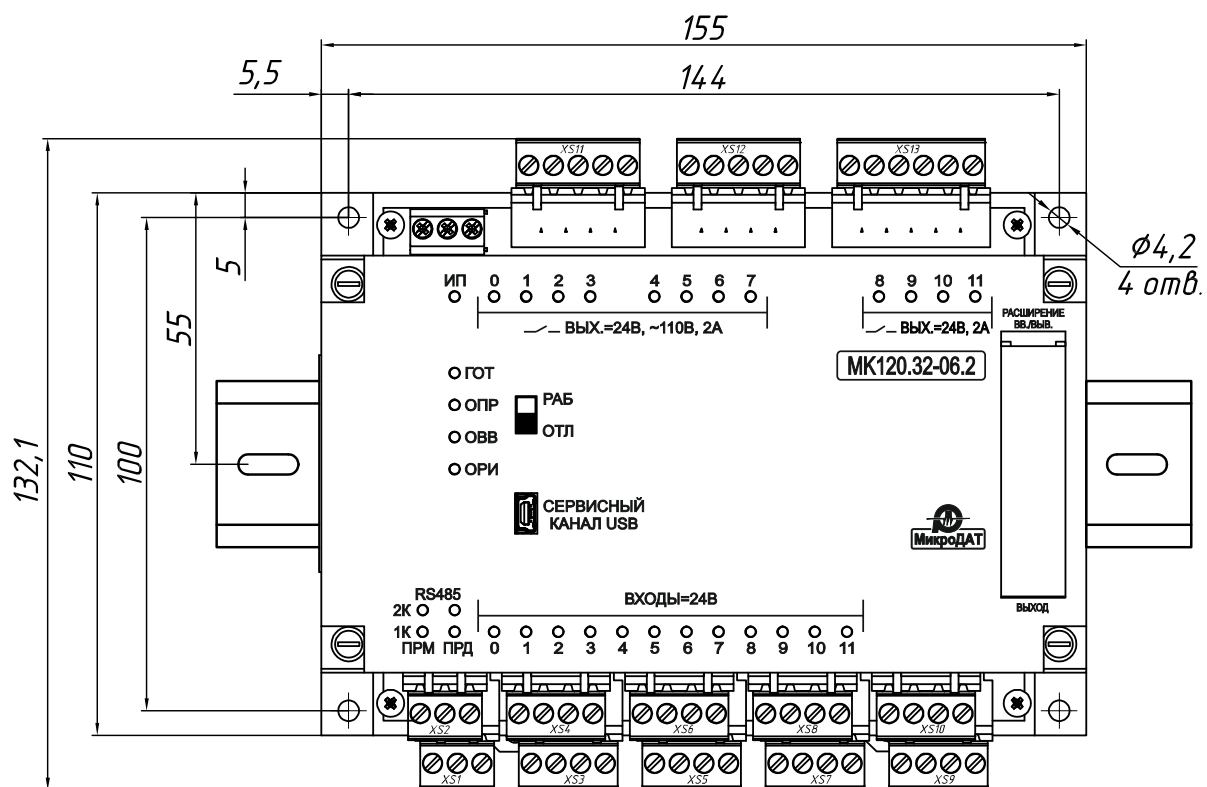 155
5,5
144
XS11 XS12 XS13
ϕ4,2
4 отв.
5
55
132,1
110
100
ИП 0 1 2 3 4 5 6 7 8 9 10 11
ВЫХ.=24В, ~110В, 2А
ВЫХ.=24В, 2А
РАСШИРЕНИЕ
ВВ./ВЫВ.
МК120.32-06.2
ГОТ
ОПР
ОВВ
ОРИ
РАБ
ОТЛ
СЕРВИСНЫЙ
КАНАЛ USB
МикроДАТ
RS485
2К
1К
ПРМ ПРД
ВХОДЫ=24В
0 1 2 3 4 5 6 7 8 9 10 11
ВЫХОД
XS2 XS4 XS6 XS8 XS10
XS1 XS3 XS5 XS7 XS9